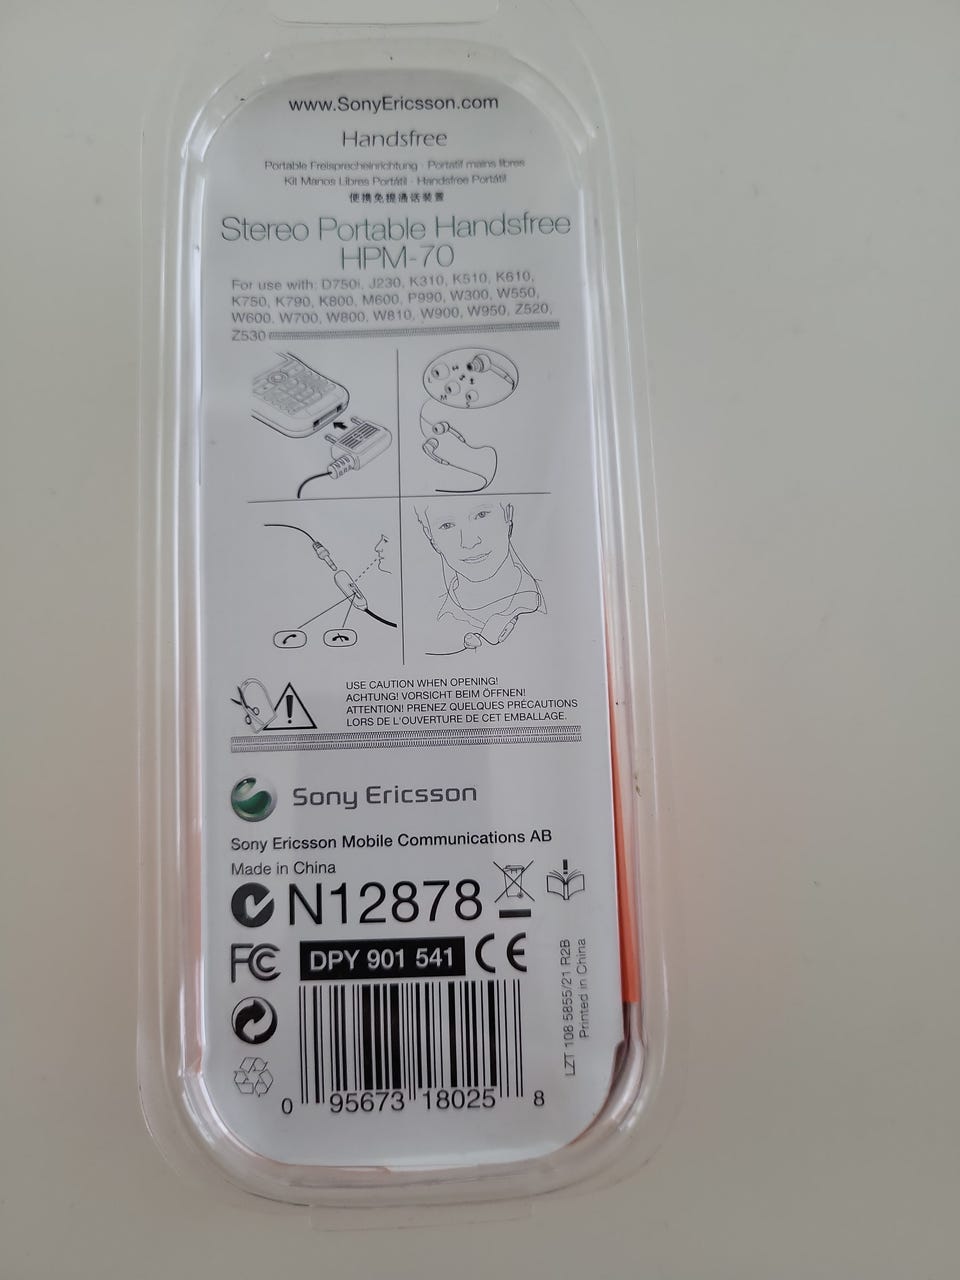 www.SonyEricsson.com
Handsfree
Portable Freisprecheinrichtung · Portatif mains libres
Kit Manos Libres Portátil · Handsfree Portátil
便携免提通话装置
Stereo Portable Handsfree
HPM-70
For use with: D750i, J230, K310, K510, K610,
K750, K790, K800, M600, P990, W300, W550,
W600, W700, W800, W810, W900, W950, Z520,
Z530
L
M
S
USE CAUTION WHEN OPENING!
ACHTUNG! VORSICHT BEIM ÖFFNEN!
ATTENTION! PRENEZ QUELQUES PRÉCAUTIONS
LORS DE L'OUVERTURE DE CET EMBALLAGE.
Sony Ericsson
Sony Ericsson Mobile Communications AB
Made in China
N12878
FC
DPY 901 541
CE
LZT 108 5855/21 R2B
Printed in China
0 95673 18025 8